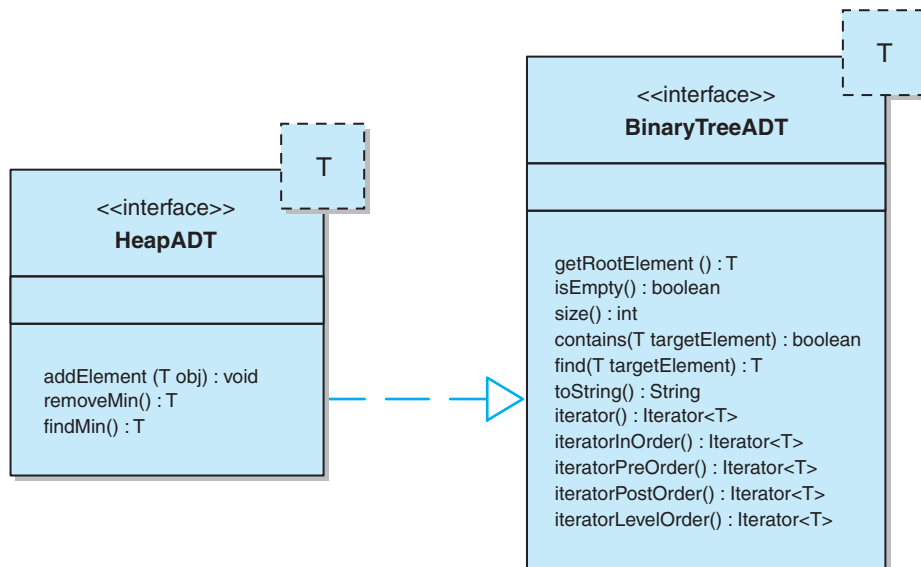 T
<<interface>>
HeapADT
addElement (T obj) : void
removeMin() : T
findMin() : T
T
<<interface>>
BinaryTreeADT
getRootElement () : T
isEmpty() : boolean
size() : int
contains(T targetElement) : boolean
find(T targetElement) : T
toString() : String
iterator() : Iterator<T>
iteratorInOrder() : Iterator<T>
iteratorPreOrder() : Iterator<T>
iteratorPostOrder() : Iterator<T>
iteratorLevelOrder() : Iterator<T>